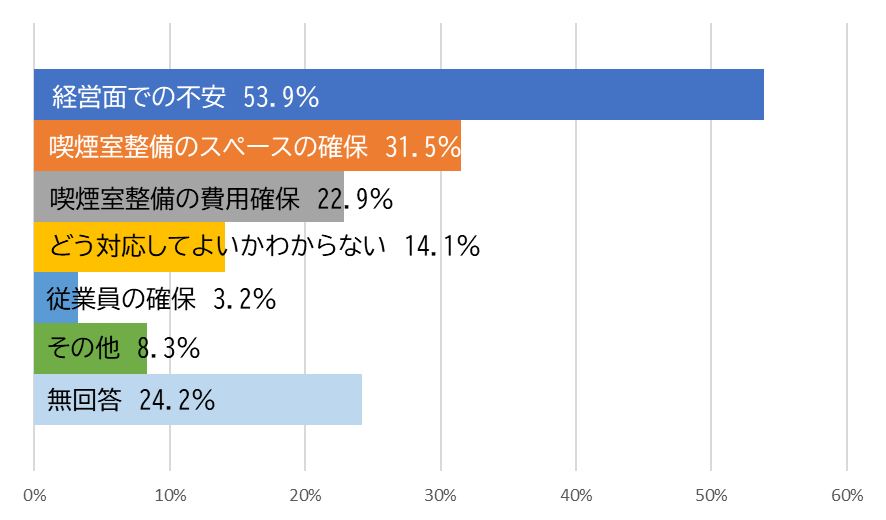 経営面での不安 53.9%
喫煙室整備のスペースの確保 31.5%
喫煙室整備の費用確保 22.9%
どう対応してよいかわからない 14.1%
従業員の確保 3.2%
その他 8.3%
無回答 24.2%
0% 10% 20% 30% 40% 50% 60%